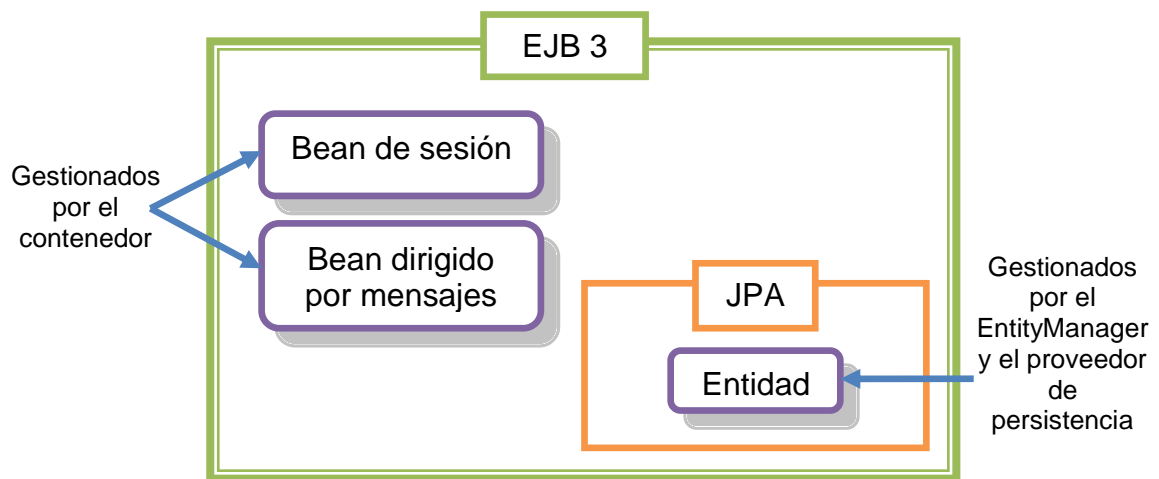 EJB 3
Bean de sesión
Gestionados
por el
contenedor
Bean dirigido
por mensajes
JPA
Entidad
Gestionados
por el
EntityManager
y el proveedor
de
persistencia